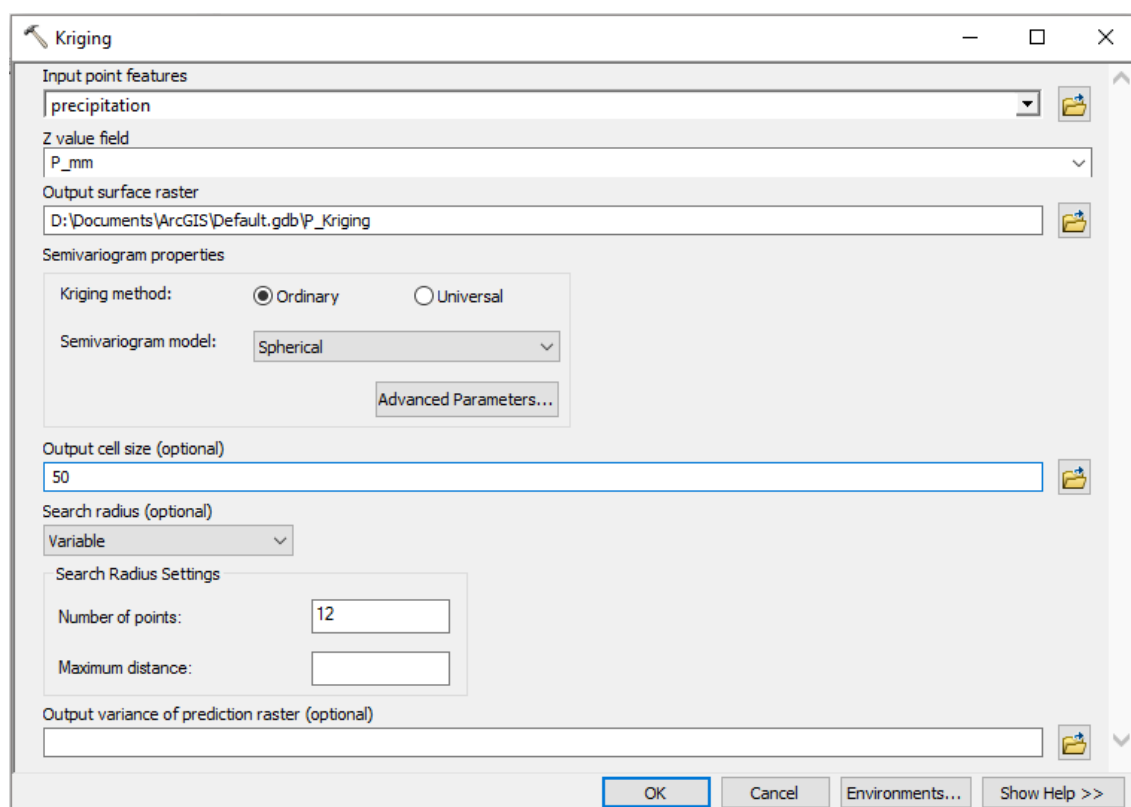 Kriging
Input point features
precipitation
Z value field
P_mm
Output surface raster
D:\Documents\ArcGIS\Default.gdb\P_Kriging
Semivariogram properties
Kriging method: Ordinary Universal
Semivariogram model: Spherical
Advanced Parameters...
Output cell size (optional)
50
Search radius (optional)
Variable
Search Radius Settings
Number of points: 12
Maximum distance:
Output variance of prediction raster (optional)
OK Cancel Environments... Show Help >>